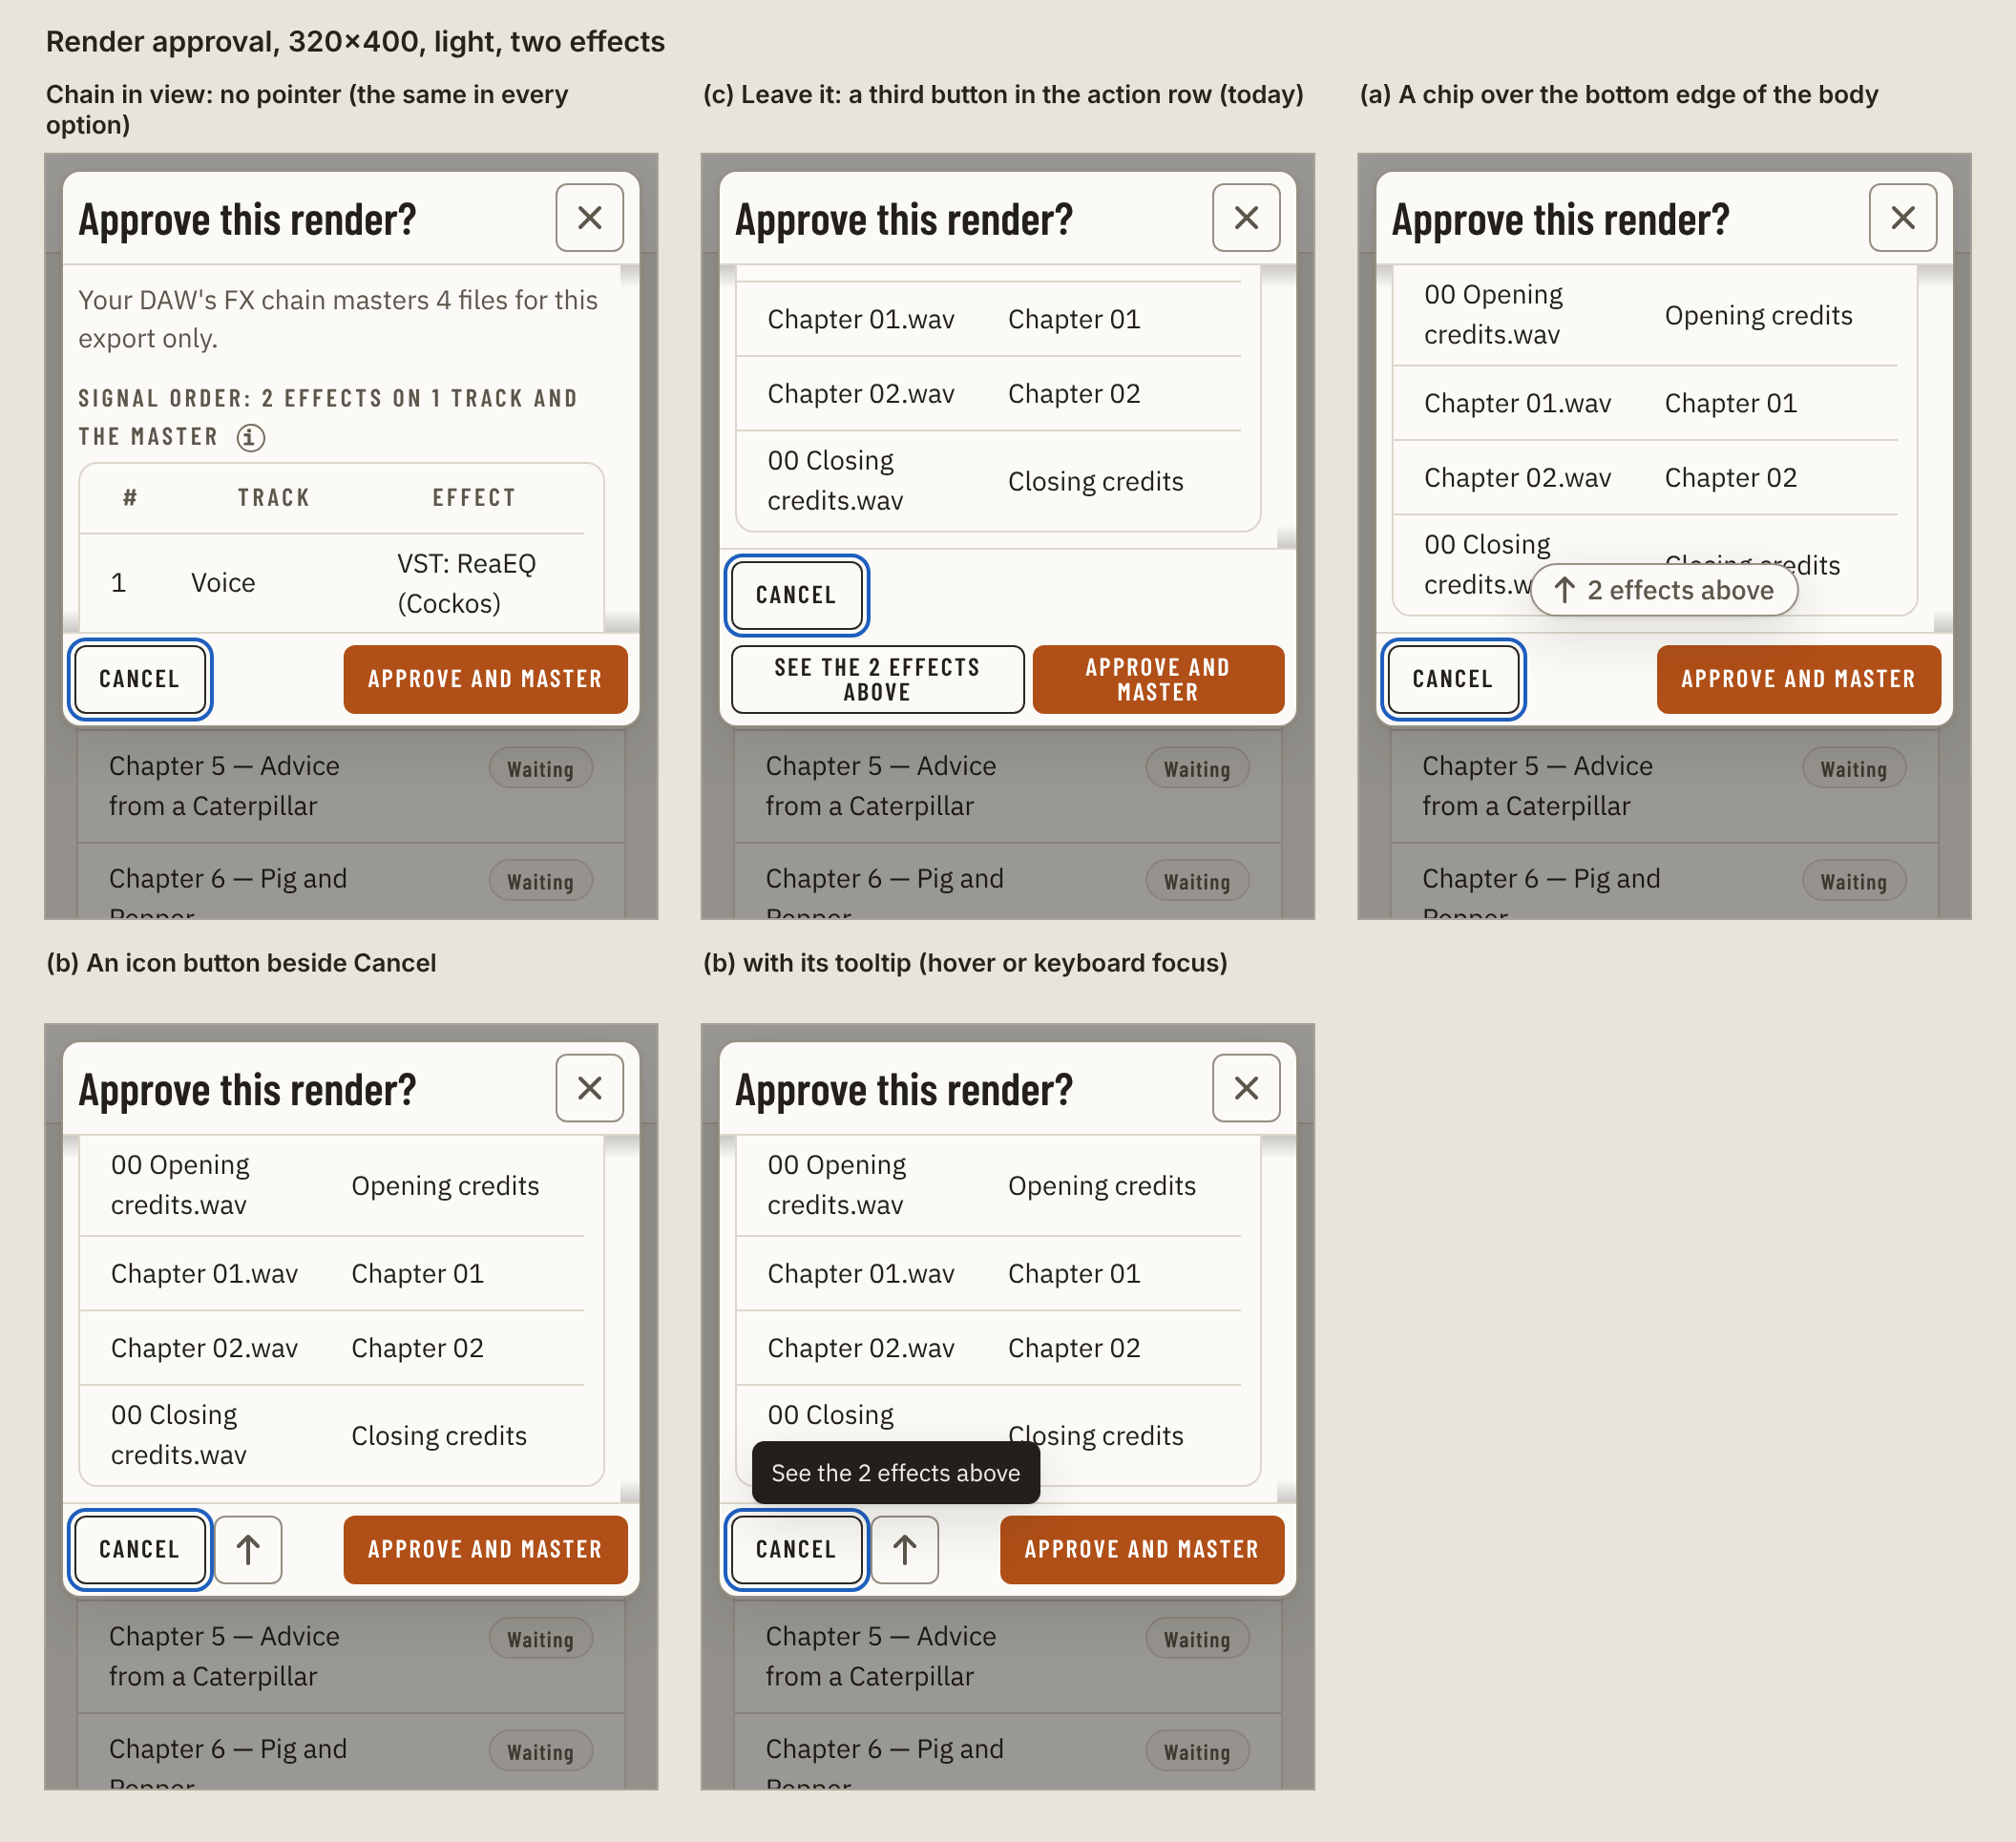 Render approval, 320×400, light, two effects
Chain in view: no pointer (the same in every
option)
Approve this render?
Your DAW's FX chain masters 4 files for this
export only.
SIGNAL ORDER: 2 EFFECTS ON 1 TRACK AND
THE MASTER i
# TRACK EFFECT
1 Voice VST: ReaEQ
(Cockos)
CANCEL APPROVE AND MASTER
Chapter 5 — Advice Waiting
from a Caterpillar
Chapter 6 — Pig and Waiting
Pepper
(c) Leave it: a third button in the action row (today)
Approve this render?
Chapter 01.wav Chapter 01
Chapter 02.wav Chapter 02
00 Closing
credits.wav Closing credits
CANCEL
SEE THE 2 EFFECTS
ABOVE
APPROVE AND
MASTER
Chapter 5 — Advice Waiting
from a Caterpillar
Chapter 6 — Pig and Waiting
Pepper
(a) A chip over the bottom edge of the body
Approve this render?
00 Opening
credits.wav Opening credits
Chapter 01.wav Chapter 01
Chapter 02.wav Chapter 02
00 Closing
credits.w Closing credits
↑ 2 effects above
CANCEL APPROVE AND MASTER
Chapter 5 — Advice Waiting
from a Caterpillar
Chapter 6 — Pig and Waiting
Pepper
(b) An icon button beside Cancel
Approve this render?
00 Opening
credits.wav Opening credits
Chapter 01.wav Chapter 01
Chapter 02.wav Chapter 02
00 Closing
credits.wav Closing credits
CANCEL ↑ APPROVE AND MASTER
Chapter 5 — Advice Waiting
from a Caterpillar
Chapter 6 — Pig and Waiting
Pepper
(b) with its tooltip (hover or keyboard focus)
Approve this render?
00 Opening
credits.wav Opening credits
Chapter 01.wav Chapter 01
Chapter 02.wav Chapter 02
00 Closing
Closing credits
See the 2 effects above
CANCEL ↑ APPROVE AND MASTER
Chapter 5 — Advice Waiting
from a Caterpillar
Chapter 6 — Pig and Waiting
Pepper